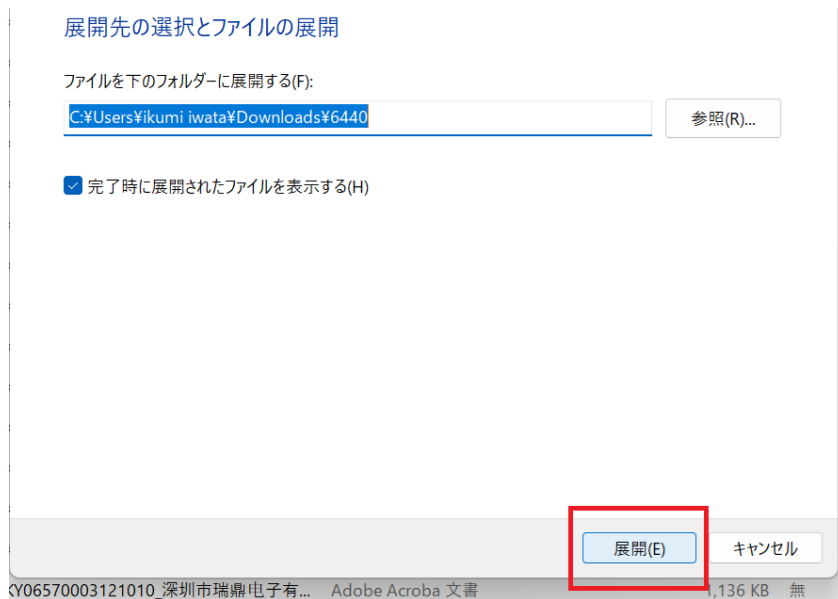 展開先の選択とファイルの展開
ファイルを下のフォルダーに展開する(F):
C:¥Users¥ikumi iwata¥Downloads¥6440
参照(R)...
完了時に展開されたファイルを表示する(H)
展開(E)
キャンセル
Y06570003121010_深圳市瑞鼎电子有... Adobe Acroba 文書 1,136 KB 無